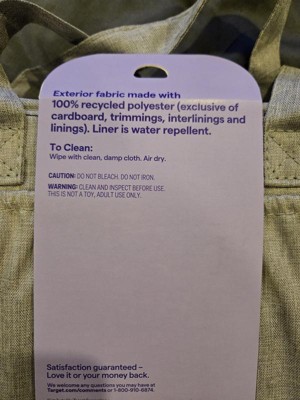 Exterior fabric made with
100% recycled polyester (exclusive of
cardboard, trimmings, interlinings and
linings). Liner is water repellent.
To Clean:
Wipe with clean, damp cloth. Air dry.
CAUTION: DO NOT BLEACH. DO NOT IRON.
WARNING: CLEAN AND INSPECT BEFORE USE.
THIS IS NOT A TOY, ADULT USE ONLY.
Satisfaction guaranteed –
Love it or your money back.
We welcome any questions you may have at
Target.com/comments or 1-800-910-6874.